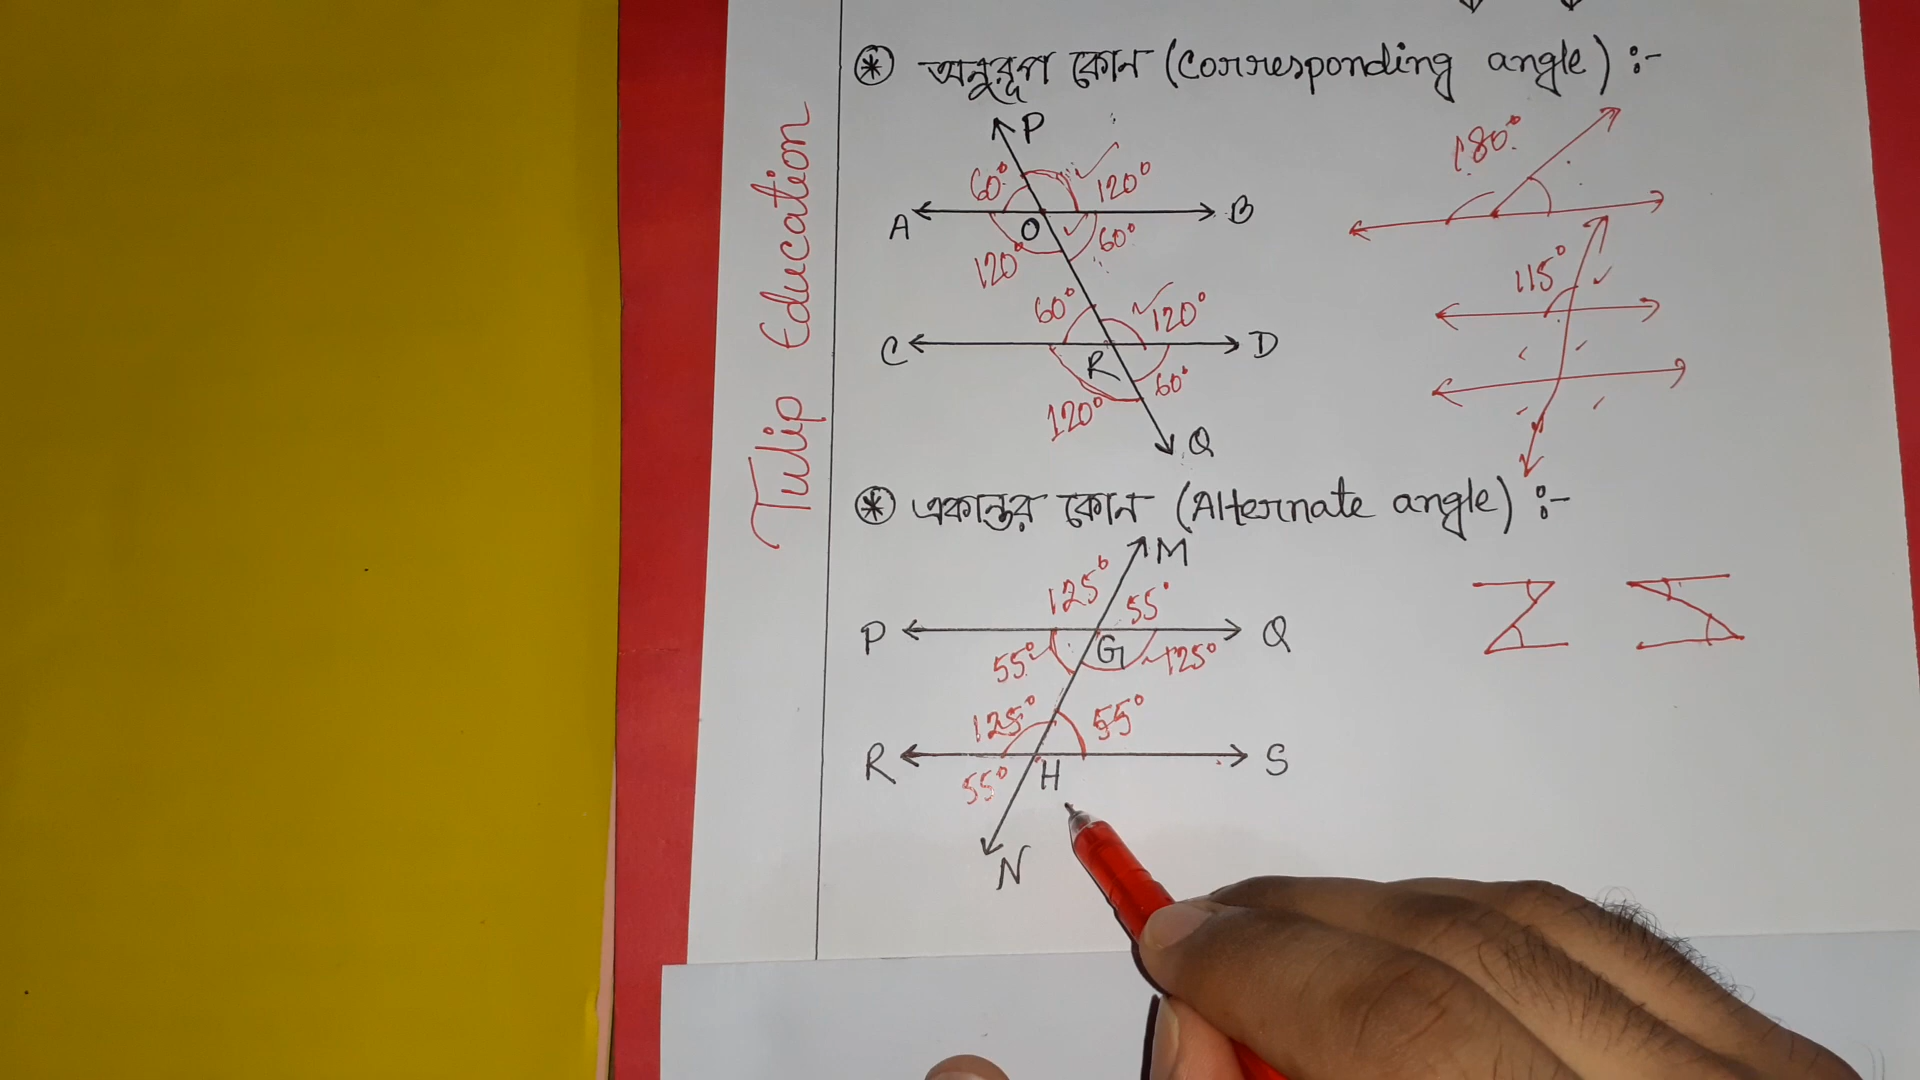 Tulip Education
* অনুরূপ কোন (Corresponding angle) :-
P
60° 120°
A O B
120° 60°
60° 120°
C R D
120° 60°
Q
180°
115°
* একান্তর কোন (Alternate angle) :-
M
125° 55°
P G Q
55° 125°
125° 55°
R H S
55°
N